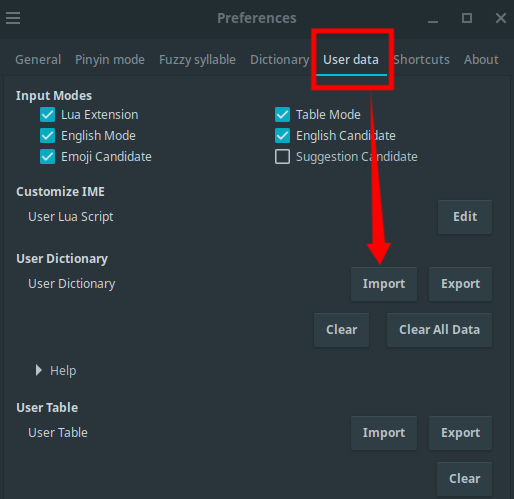 Preferences
General Pinyin mode Fuzzy syllable Dictionary User data Shortcuts About
Input Modes
Lua Extension Table Mode
English Mode English Candidate
Emoji Candidate Suggestion Candidate
Customize IME
User Lua Script Edit
User Dictionary
User Dictionary Import Export
Clear Clear All Data
Help
User Table
User Table Import Export
Clear